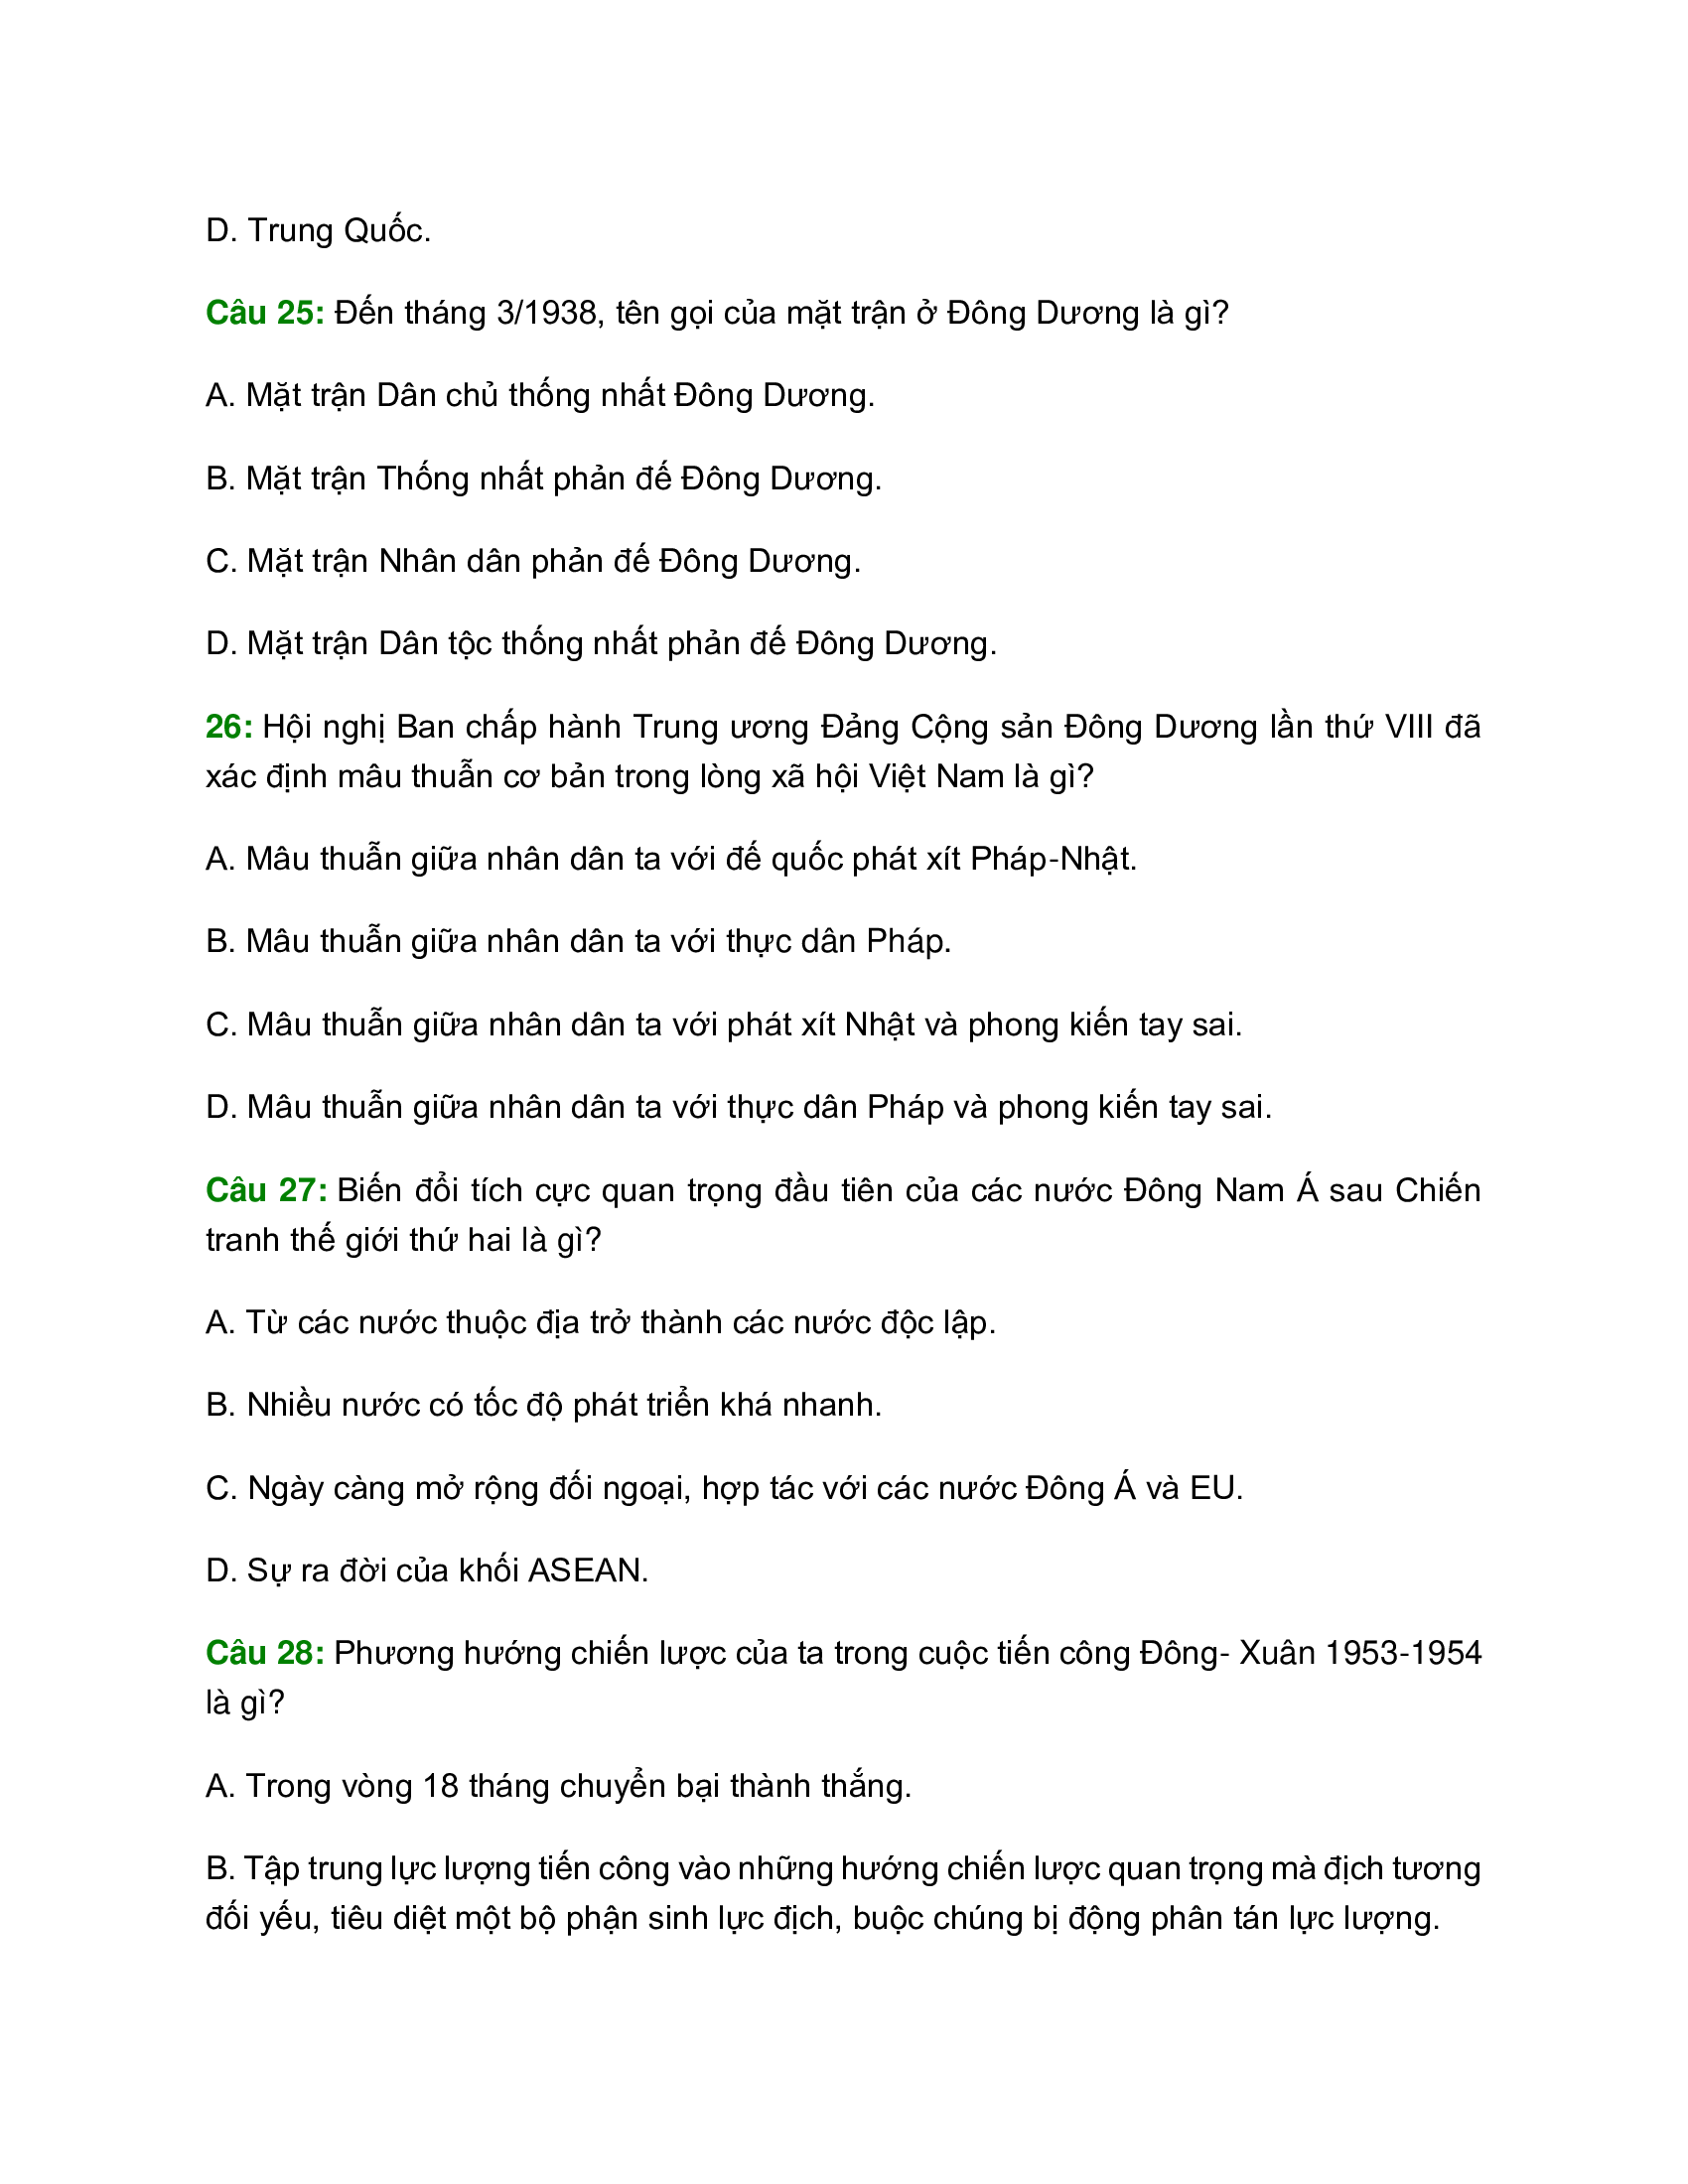 D. Trung Quốc.
Câu 25: Đến tháng 3/1938, tên gọi của mặt trận ở Đông Dương là gì?
A. Mặt trận Dân chủ thống nhất Đông Dương.
B. Mặt trận Thống nhất phản đế Đông Dương.
C. Mặt trận Nhân dân phản đế Đông Dương.
D. Mặt trận Dân tộc thống nhất phản đế Đông Dương.
26: Hội nghị Ban chấp hành Trung ương Đảng Cộng sản Đông Dương lần thứ VIII đã
xác định mâu thuẫn cơ bản trong lòng xã hội Việt Nam là gì?
A. Mâu thuẫn giữa nhân dân ta với đế quốc phát xít Pháp-Nhật.
B. Mâu thuẫn giữa nhân dân ta với thực dân Pháp.
C. Mâu thuẫn giữa nhân dân ta với phát xít Nhật và phong kiến tay sai.
D. Mâu thuẫn giữa nhân dân ta với thực dân Pháp và phong kiến tay sai.
Câu 27: Biến đổi tích cực quan trọng đầu tiên của các nước Đông Nam Á sau Chiến
tranh thế giới thứ hai là gì?
A. Từ các nước thuộc địa trở thành các nước độc lập.
B. Nhiều nước có tốc độ phát triển khá nhanh.
C. Ngày càng mở rộng đối ngoại, hợp tác với các nước Đông Á và EU.
D. Sự ra đời của khối ASEAN.
Câu 28: Phương hướng chiến lược của ta trong cuộc tiến công Đông- Xuân 1953-1954
là gì?
A. Trong vòng 18 tháng chuyển bại thành thắng.
B. Tập trung lực lượng tiến công vào những hướng chiến lược quan trọng mà địch tương
đối yếu, tiêu diệt một bộ phận sinh lực địch, buộc chúng bị động phân tán lực lượng.